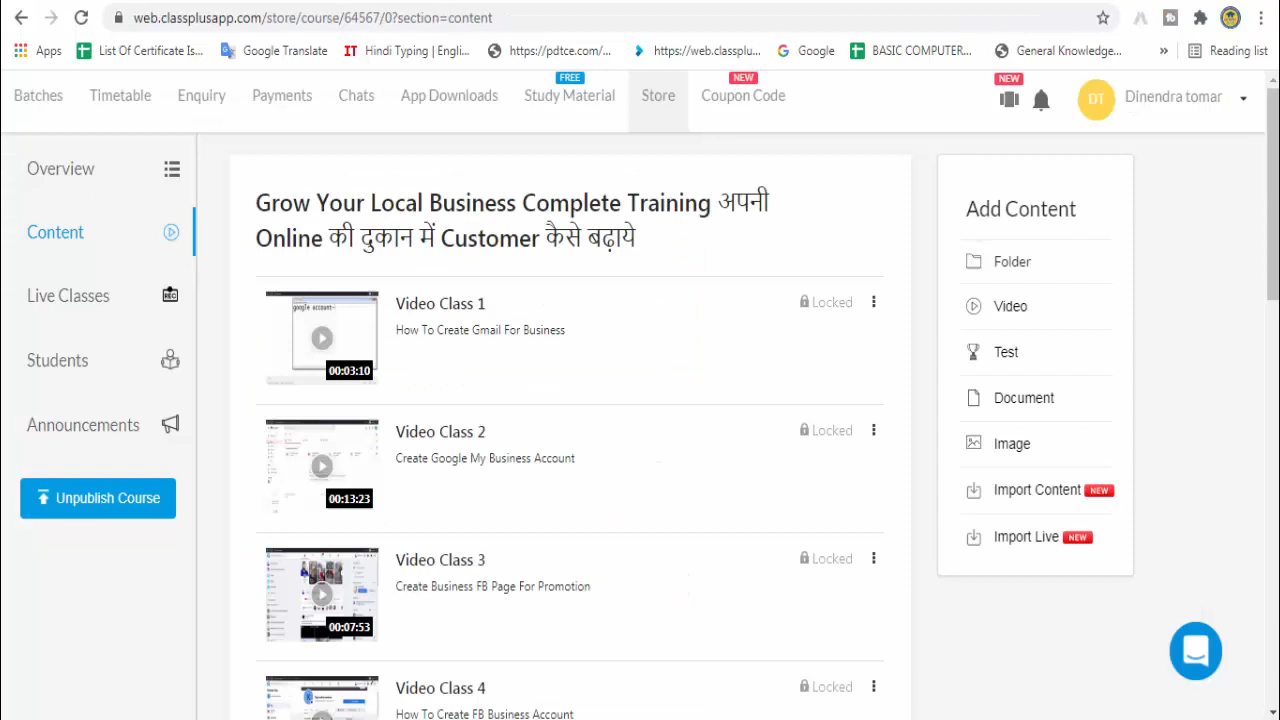 web.classplusapp.com/store/course/64567/0?section=content
Apps List Of Certificate Is... Google Translate Hindi Typing | Engli... https://pdtce.com/... https://web.classplu... Google BASIC COMPUTER... General Knowledge... » Reading list
FREE NEW NEW
Batches Timetable Enquiry Payments Chats App Downloads Study Material Store Coupon Code DT Dinendra tomar
Overview
Content
Live Classes
REC
Students
Announcements
Unpublish Course
Grow Your Local Business Complete Training अपनी
Online की दुकान में Customer कैसे बढ़ाये
google account-
Video Class 1 Locked
How To Create Gmail For Business
00:03:10
Video Class 2 Locked
Create Google My Business Account
00:13:23
Video Class 3 Locked
Create Business FB Page For Promotion
00:07:53
Video Class 4 Locked
How To Create FB Business Account
Add Content
Folder
Video
Test
Document
Image
Import Content NEW
Import Live NEW